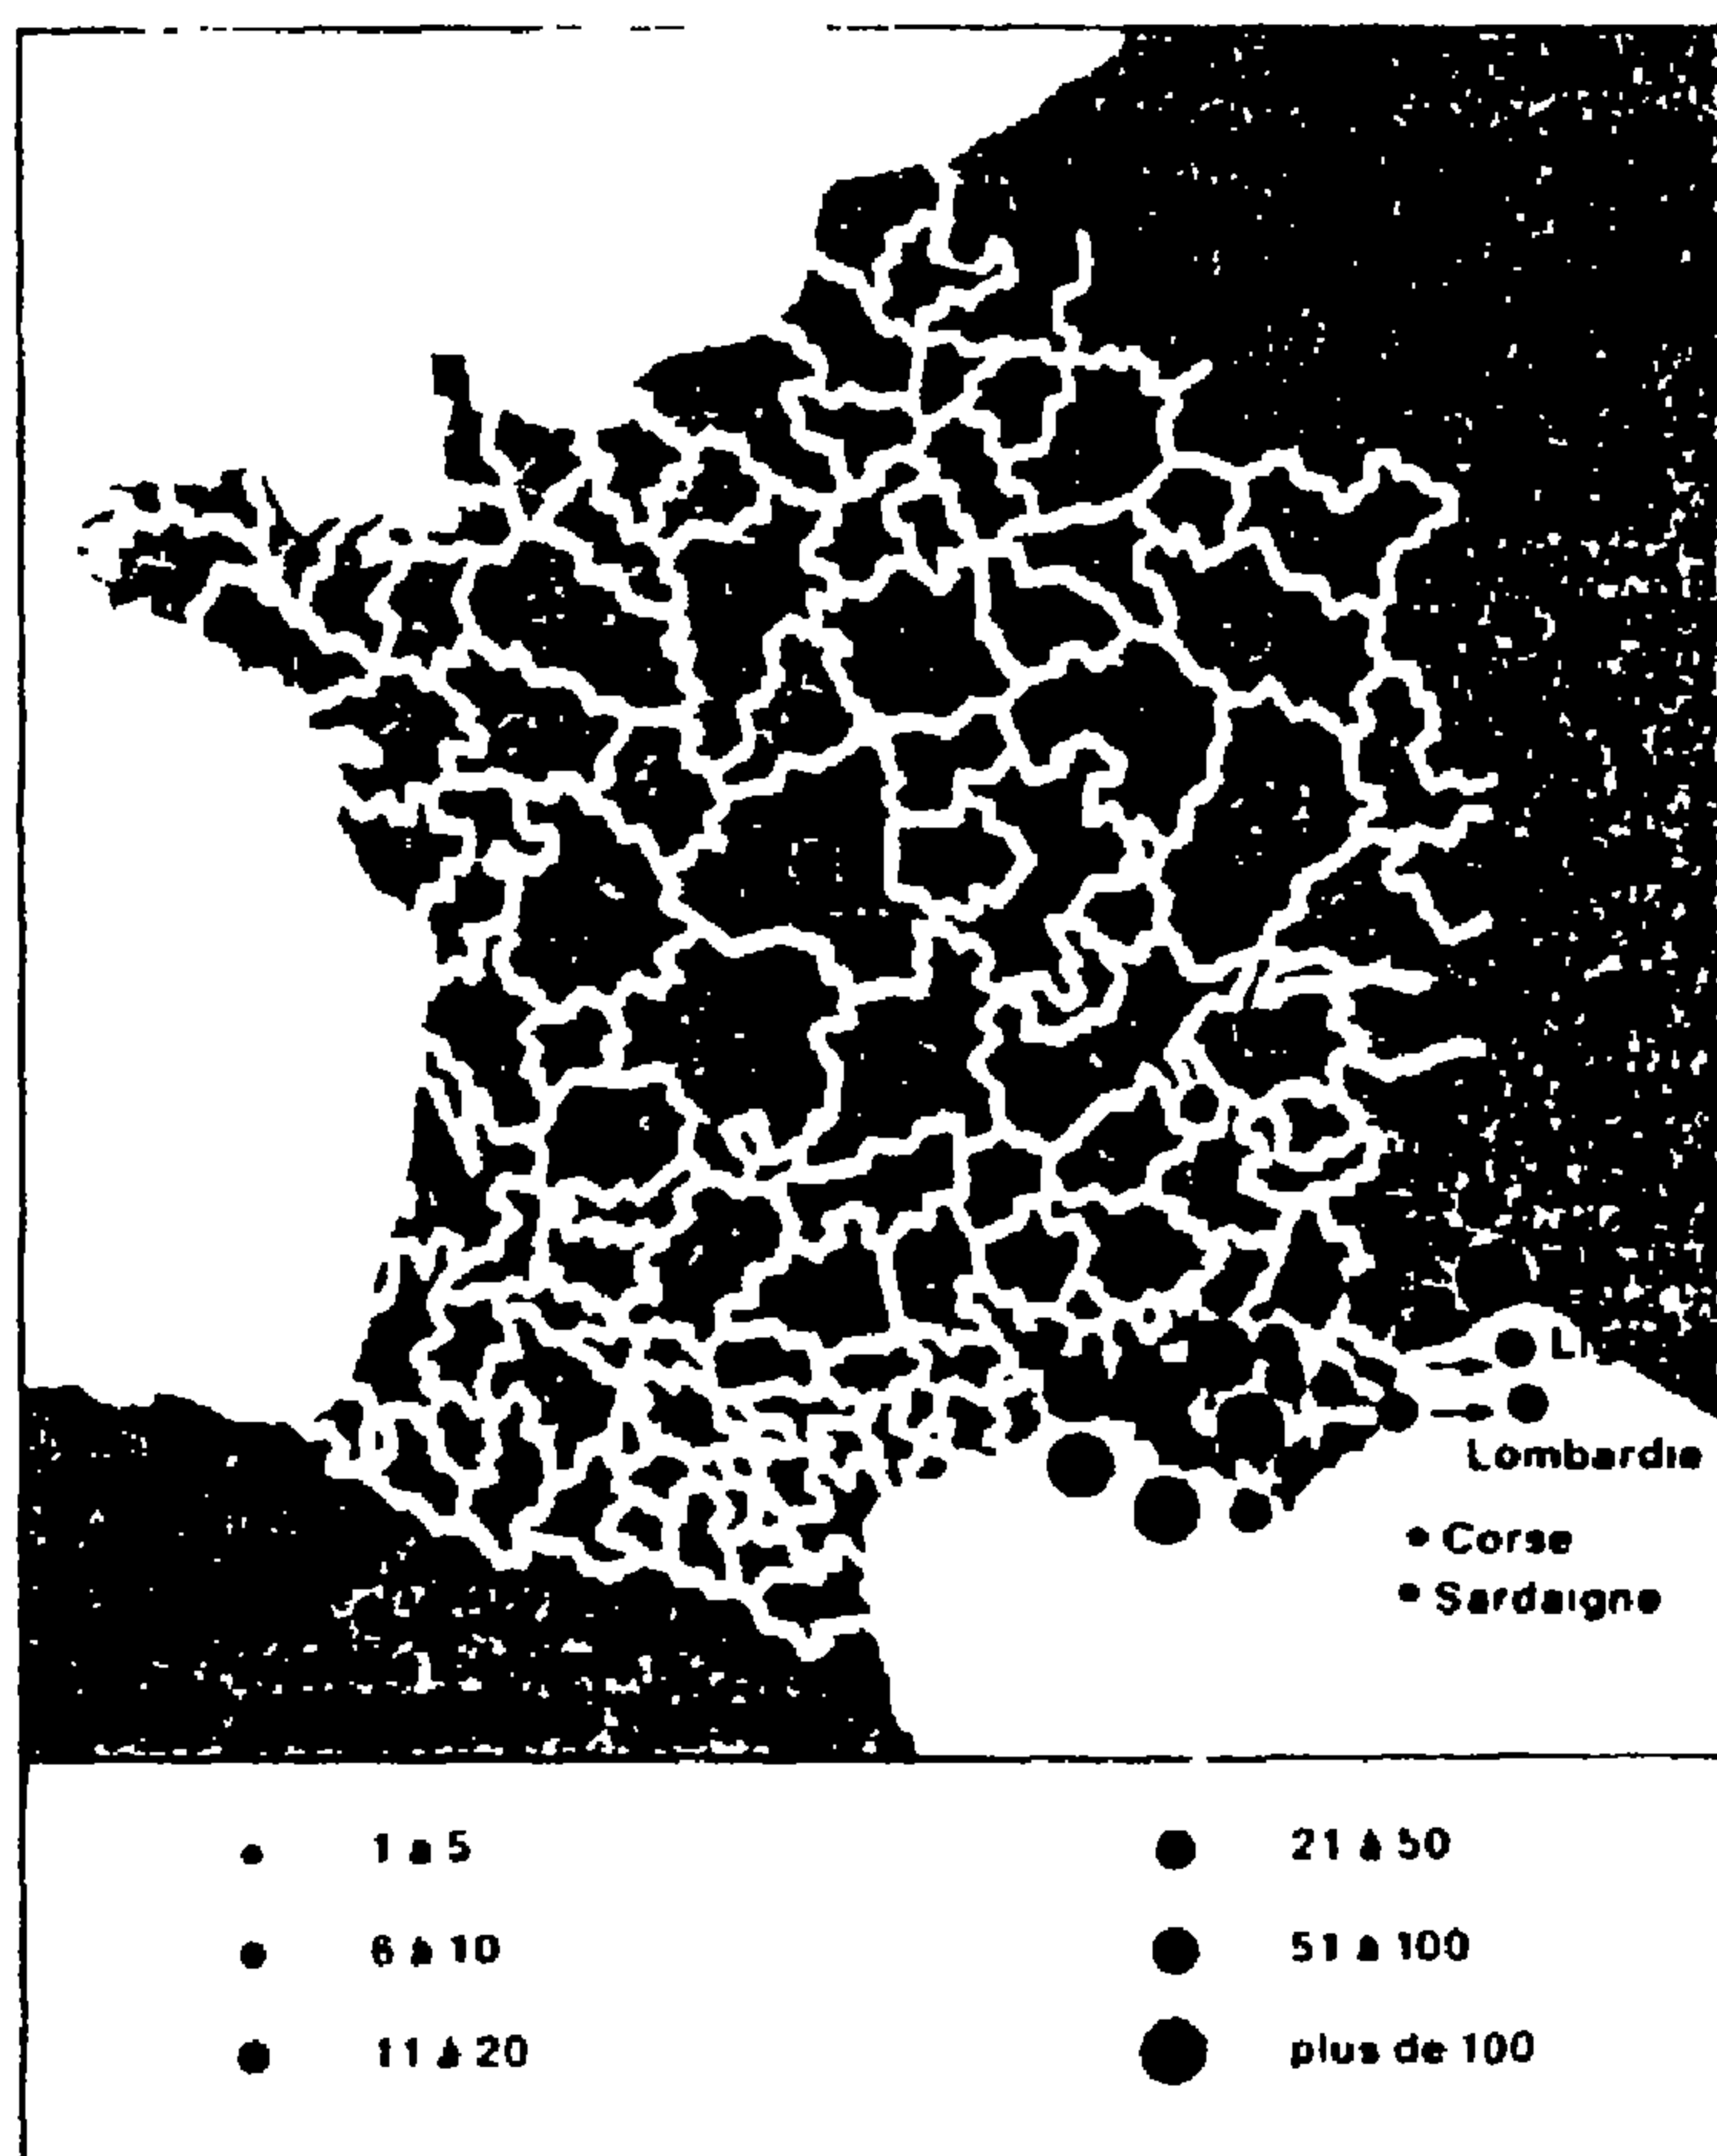 Lombardie
Corse
Sardaigne
1 à 5
6 à 10
11 à 20
21 à 50
51 à 100
plus de 100